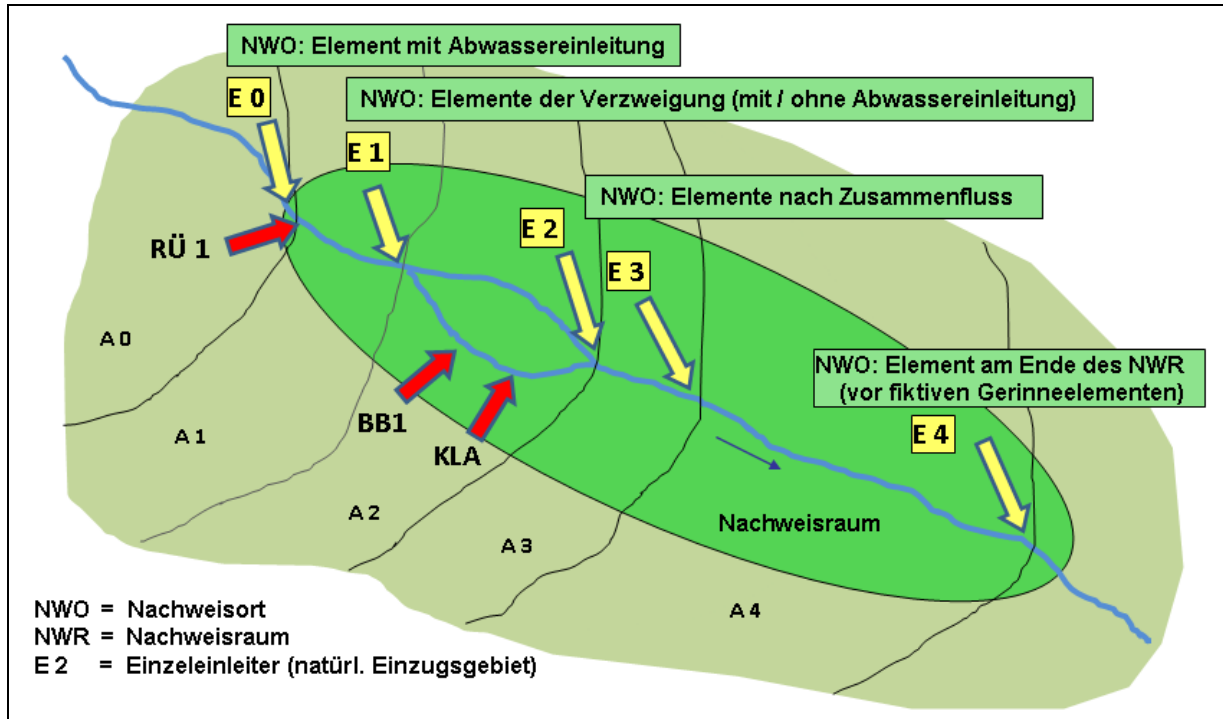 NWO: Element mit Abwassereinleitung
E 0
NWO: Elemente der Verzweigung (mit / ohne Abwassereinleitung)
E 1
NWO: Elemente nach Zusammenfluss
E 2
RÜ 1
E 3
A 0
NWO: Element am Ende des NWR
(vor fiktiven Gerinneelementen)
BB1
E 4
A 1
KLA
Nachweisraum
A 2
A 3
A 4
NWO = Nachweisort
NWR = Nachweisraum
E 2 = Einzeleinleiter (natürl. Einzugsgebiet)